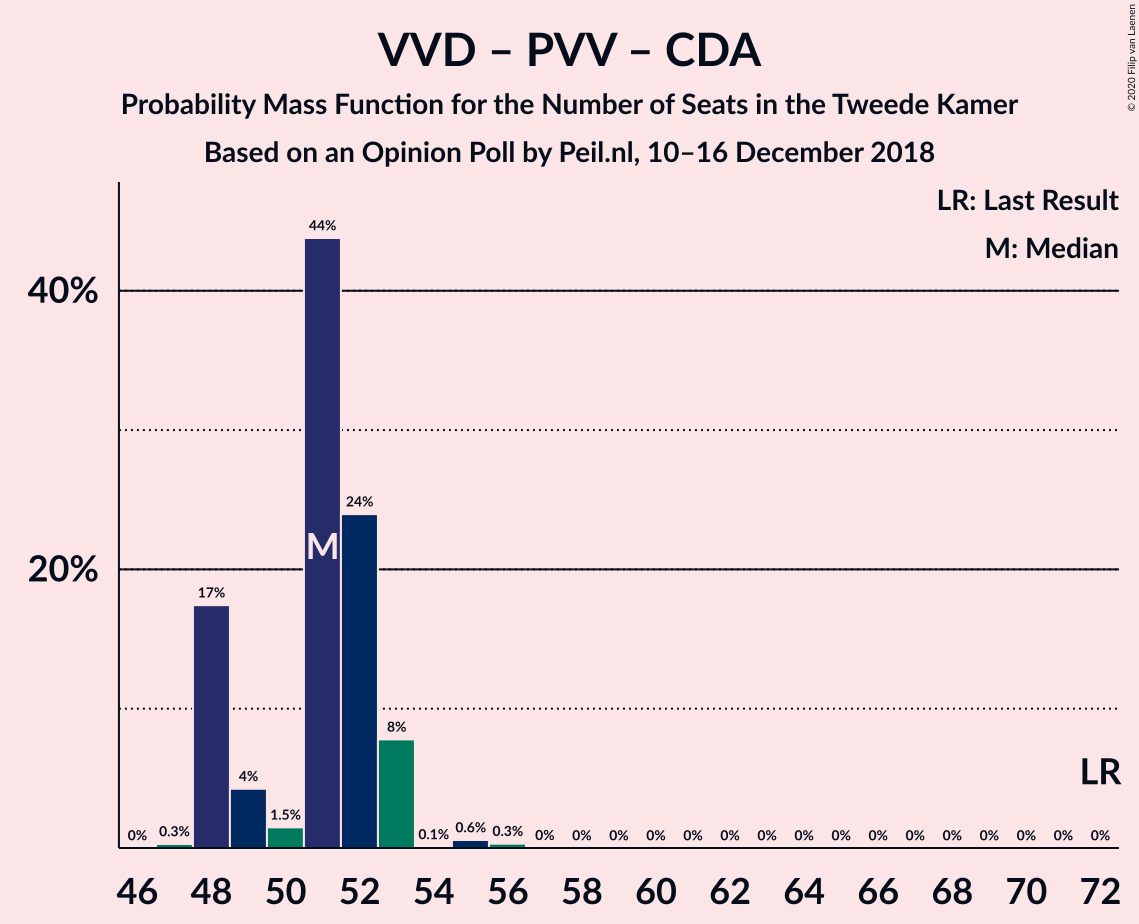 VVD – PVV – CDA
Probability Mass Function for the Number of Seats in the Tweede Kamer
Based on an Opinion Poll by Peil.nl, 10–16 December 2018
© 2020 Filip van Laenen
LR: Last Result
M: Median
40%
20%
0% 0.3% 17% 4% 1.5% 44% 24% 8% 0.1% 0.6% 0.3% 0% 0% 0% 0% 0% 0% 0% 0% 0% 0% 0% 0% 0% 0% 0% 0%
M
LR
46 48 50 52 54 56 58 60 62 64 66 68 70 72